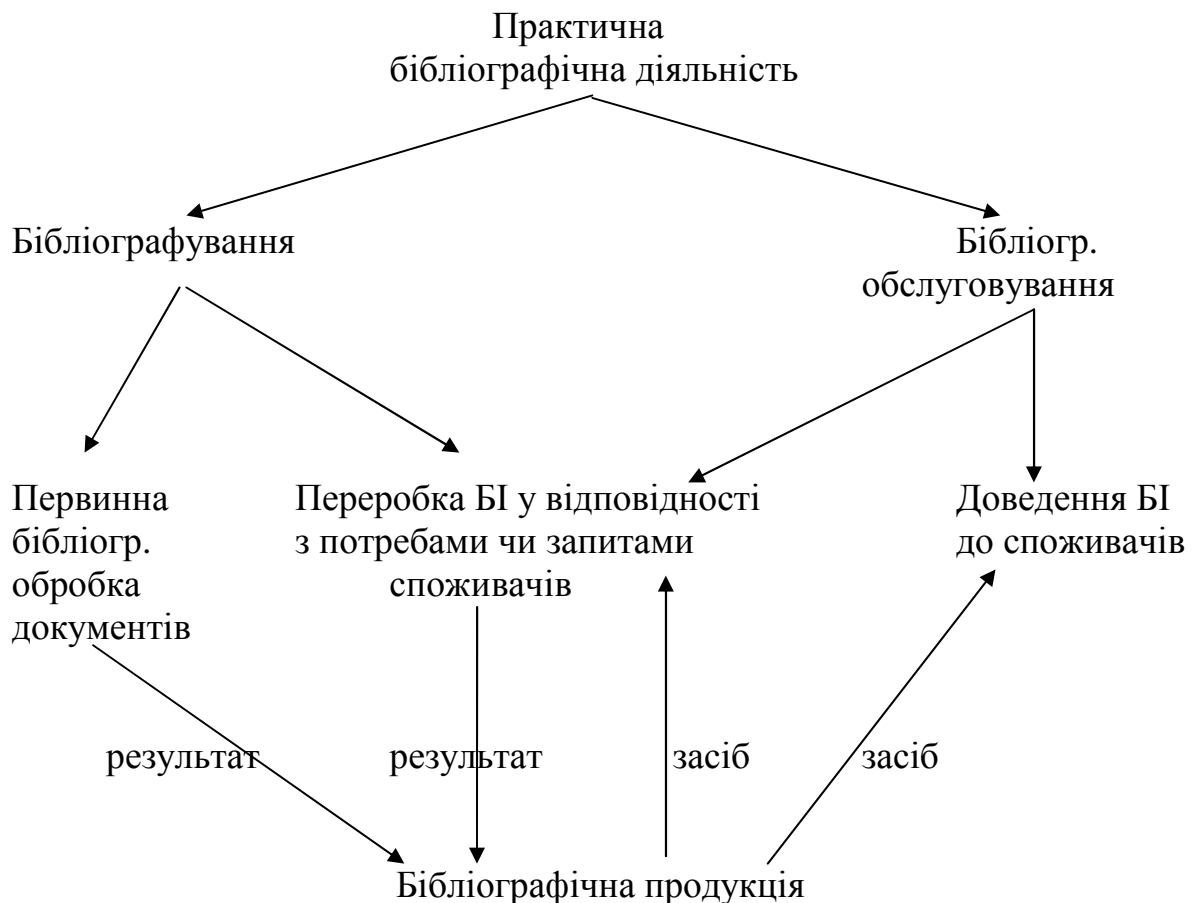 Практична
бібліографічна діяльність
Бібліографування
Бібліогр.
обслуговування
Первинна
бібліогр.
обробка
документів
Переробка БІ у відповідності
з потребами чи запитами
споживачів
Доведення БІ
до споживачів
результат
результат
засіб
засіб
Бібліографічна продукція